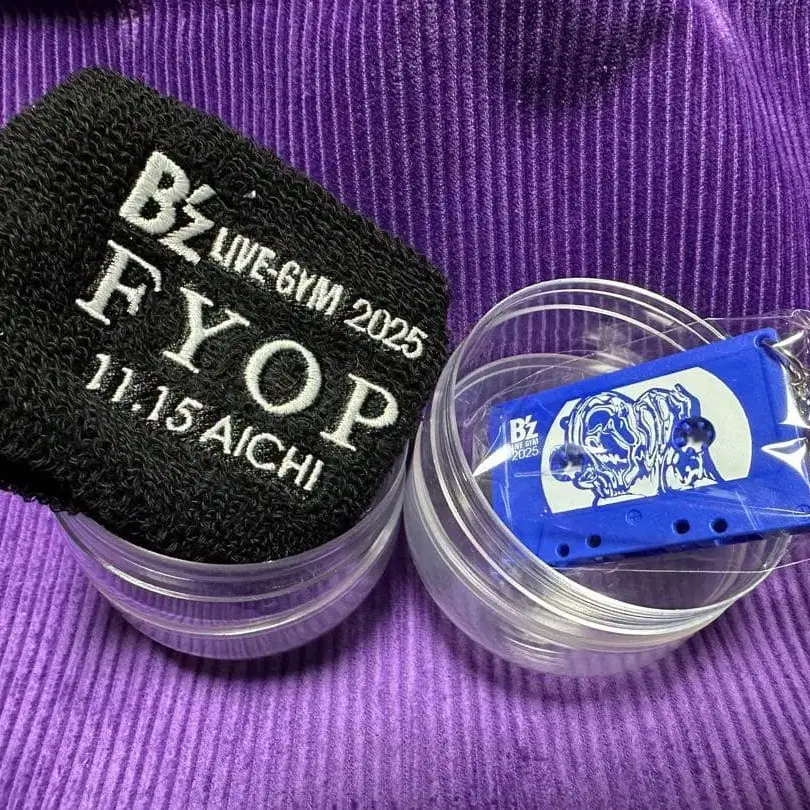 B'z LIVE-GYM 2025
FYOP
11.15 AICHI
B'z
LIVE GYM
2025